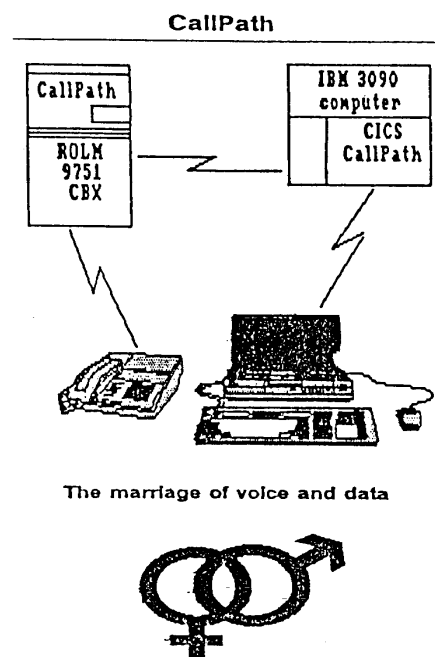 CallPath
CallPath
ROLM
9751
CBX
IBM 3090
computer
CICS
CallPath
The marriage of voice and data